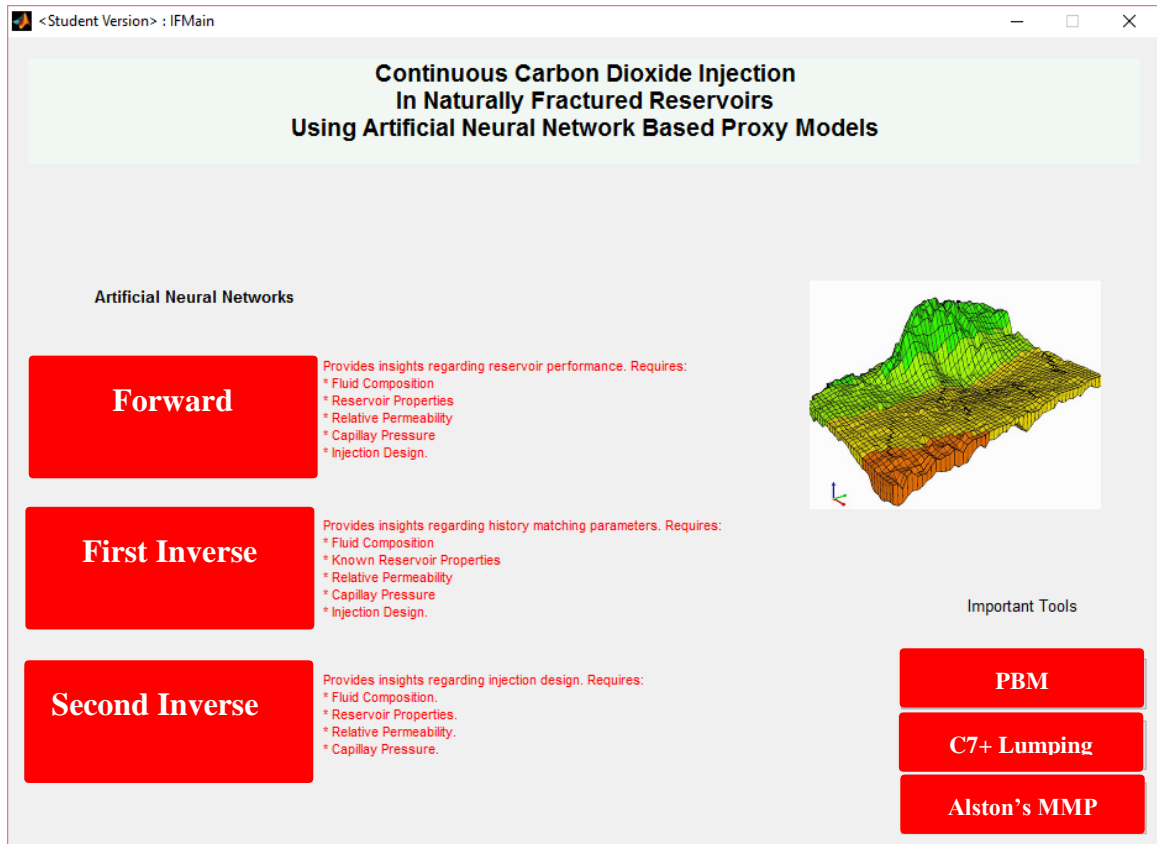 <Student Version> : IFMain
Continuous Carbon Dioxide Injection
In Naturally Fractured Reservoirs
Using Artificial Neural Network Based Proxy Models
Artificial Neural Networks
Forward
Provides insights regarding reservoir performance. Requires:
* Fluid Composition
* Reservoir Properties
* Relative Permeability
* Capillay Pressure
* Injection Design.
First Inverse
Provides insights regarding history matching parameters. Requires:
* Fluid Composition
* Known Reservoir Properties
* Relative Permeability
* Capillay Pressure
* Injection Design.
Second Inverse
Provides insights regarding injection design. Requires:
* Fluid Composition.
* Reservoir Properties.
* Relative Permeability.
* Capillay Pressure.
Important Tools
PBM
C7+ Lumping
Alston’s MMP